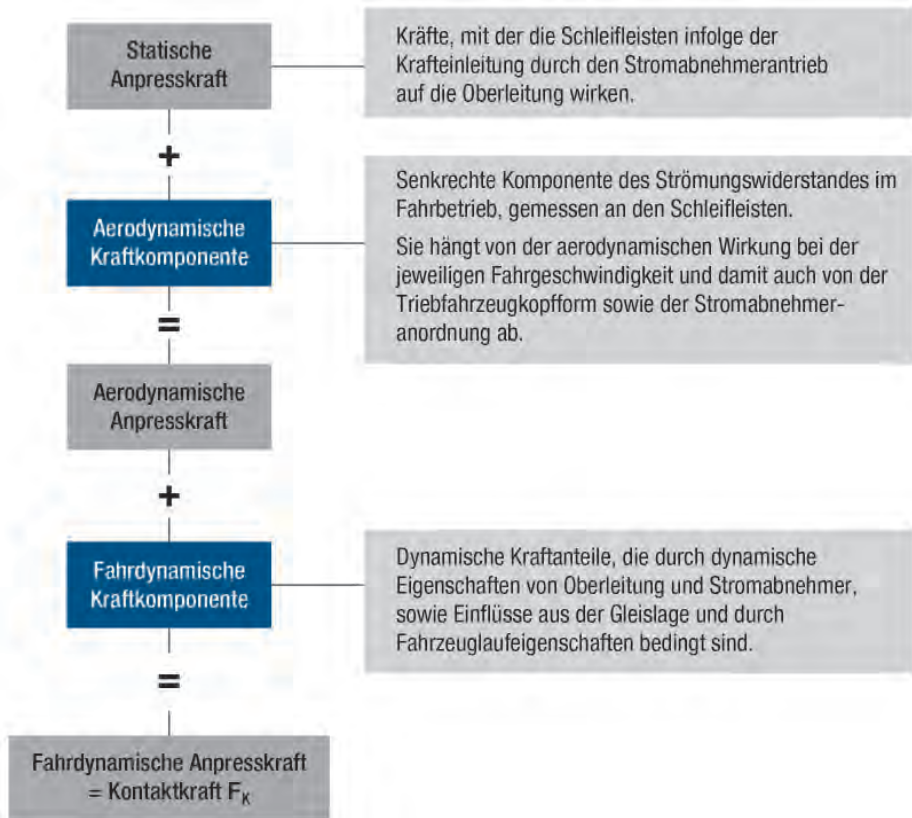 Statische
Anpresskraft
Kräfte, mit der die Schleifleisten infolge der
Krafteinleitung durch den Stromabnehmerantrieb
auf die Oberleitung wirken.
+
Aerodynamische
Kraftkomponente
Senkrechte Komponente des Strömungswiderstandes im
Fahrbetrieb, gemessen an den Schleifleisten.
Sie hängt von der aerodynamischen Wirkung bei der
jeweiligen Fahrgeschwindigkeit und damit auch von der
Triebfahrzeugkopfform sowie der Stromabnehmer-
anordnung ab.
=
Aerodynamische
Anpresskraft
+
Fahrdynamische
Kraftkomponente
Dynamische Kraftanteile, die durch dynamische
Eigenschaften von Oberleitung und Stromabnehmer,
sowie Einflüsse aus der Gleislage und durch
Fahrzeuglaufeigenschaften bedingt sind.
=
Fahrdynamische Anpresskraft
= Kontaktkraft FK